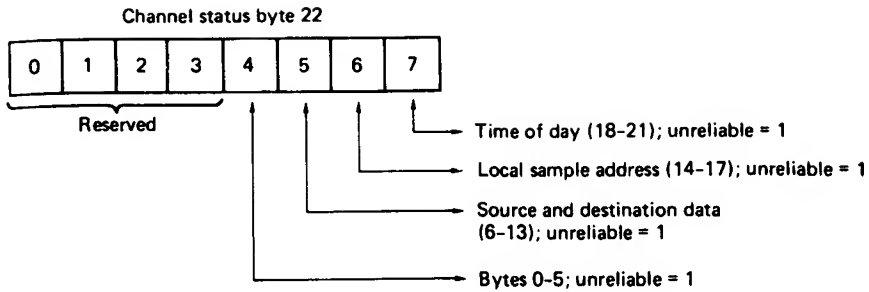 Channel status byte 22
0 1 2 3 4 5 6 7
Reserved
Time of day (18-21); unreliable = 1
Local sample address (14-17); unreliable = 1
Source and destination data
(6-13); unreliable = 1
Bytes 0-5; unreliable = 1